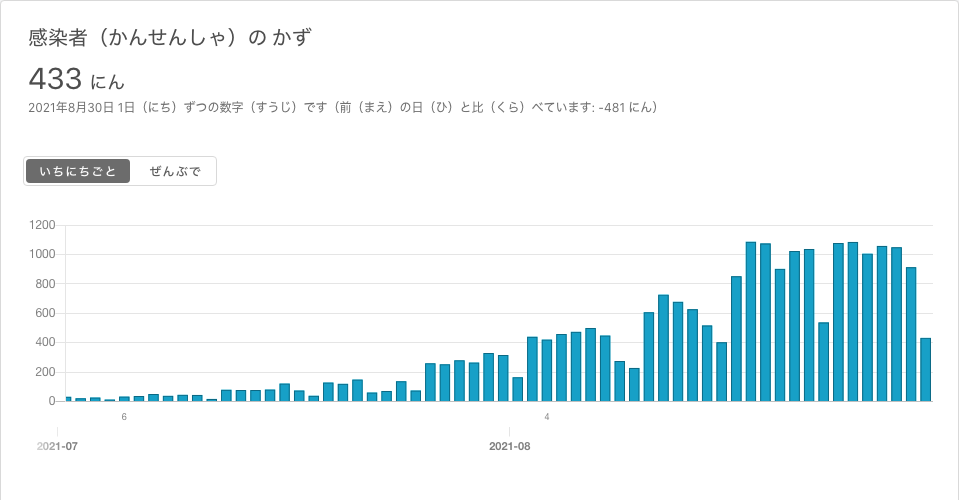 感染者（かんせんしゃ）の かず
433 にん
2021年8月30日 1日（にち）ずつの数字（すうじ）です（前（まえ）の日（ひ）と比（くら）べています: -481 にん）
いちにちごと ぜんぶで
1200
1000
800
600
400
200
0
6 4
2021-07 2021-08